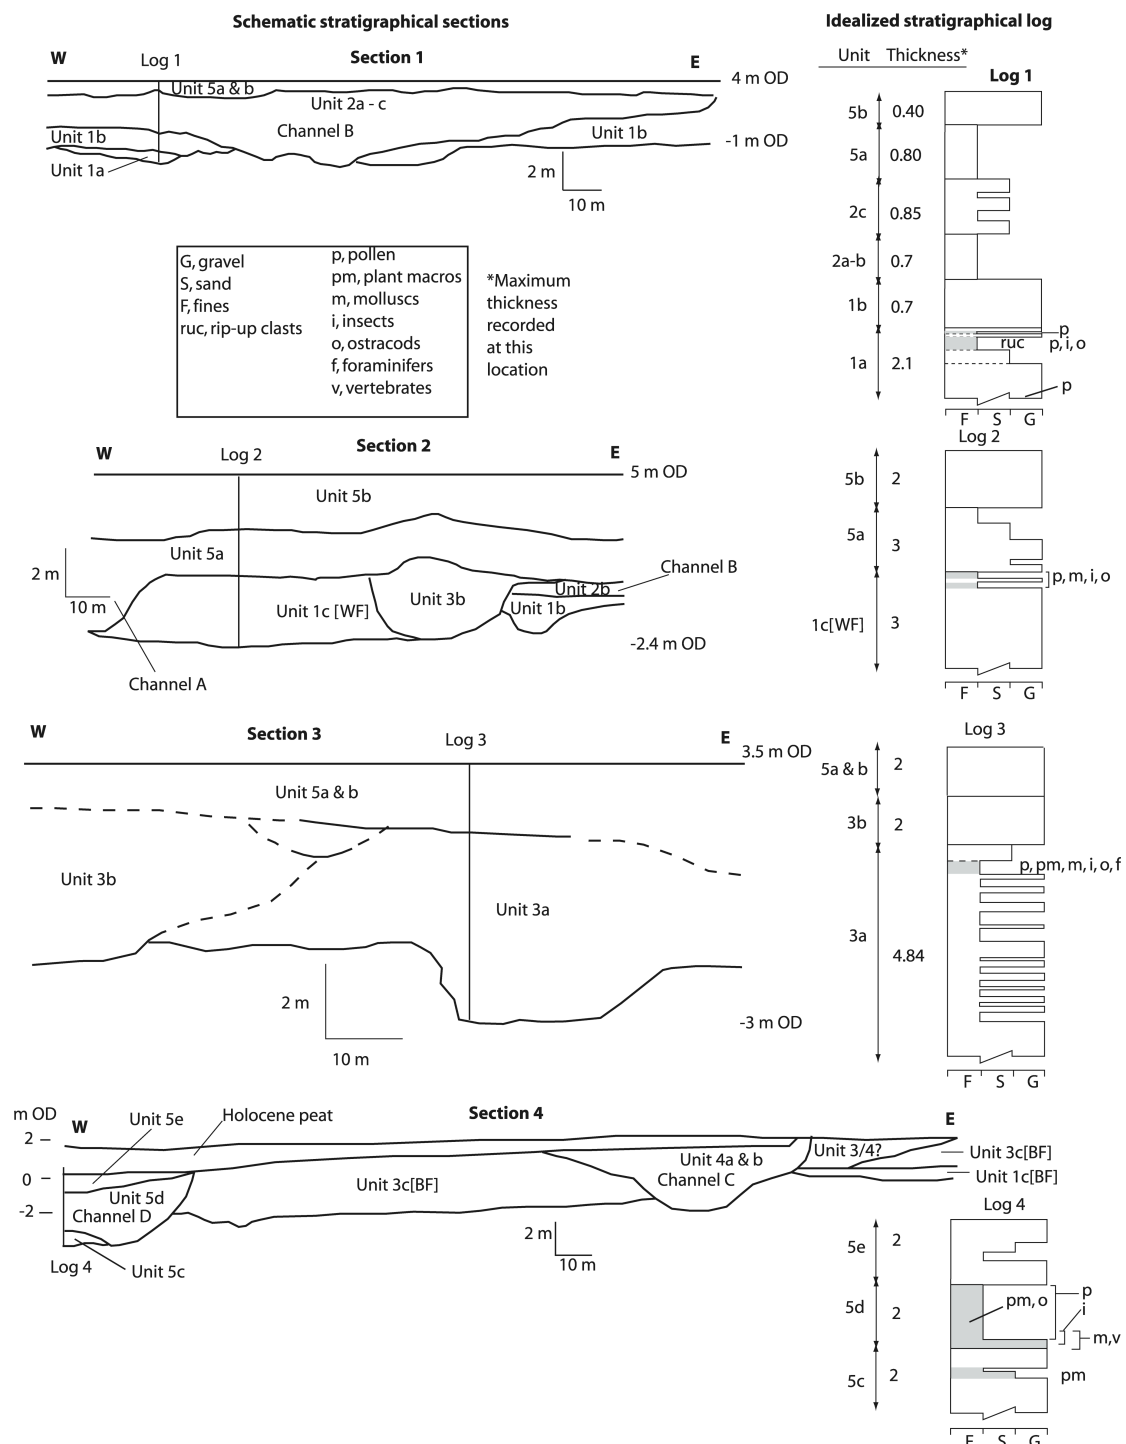 Schematic stratigraphical sections
Idealized stratigraphical log
W
Log 1
Section 1
E
4 m OD
Unit 5a & b
Unit 2a - c
Channel B
Unit 1b
Unit 1b
-1 m OD
Unit 1a
2 m
10 m
Unit Thickness*
Log 1
5b 0.40
5a 0.80
2c 0.85
2a-b 0.7
1b 0.7
1a 2.1
p
ruc
p, i, o
p
F S G
G, gravel
S, sand
F, fines
ruc, rip-up clasts
p, pollen
pm, plant macros
m, molluscs
i, insects
o, ostracods
f, foraminifers
v, vertebrates
*Maximum
thickness
recorded
at this
location
W
Log 2
Section 2
E
5 m OD
Unit 5b
Unit 5a
Channel B
2 m
10 m
Unit 1c [WF]
Unit 3b
Unit 2b
Unit 1b
-2.4 m OD
Channel A
Log 2
5b 2
5a 3
1c[WF] 3
p, m, i, o
F S G
W
Section 3
Log 3
E
3.5 m OD
Unit 5a & b
Unit 3b
Unit 3a
2 m
10 m
-3 m OD
Log 3
5a & b 2
3b 2
3a 4.84
p, pm, m, i, o, f
F S G
m OD
W
Unit 5e
Holocene peat
Section 4
E
2
0
-2
Unit 3/4?
Unit 3c[BF]
Unit 4a & b
Channel C
Unit 1c[BF]
Unit 3c[BF]
Unit 5d
Channel D
Log 4
Unit 5c
2 m
10 m
Log 4
5e 2
5d 2
5c 2
pm, o
p
i
m, v
pm
F S G